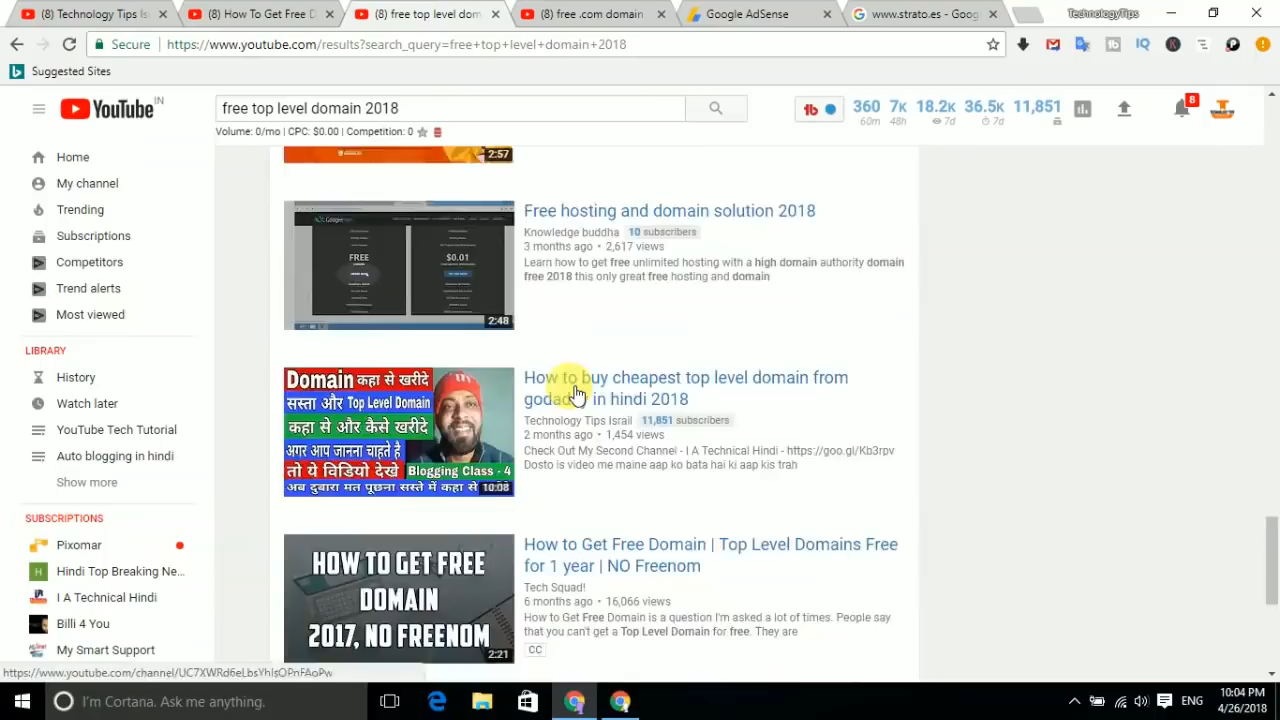 (8) Technology Tips Is
(8) How To Get Free D
(8) free top level dom
(8) free .com domain
Google AdSense
www.strato.es - Goog
TechnologyTips
Secure
https://www.youtube.com/results?search_query=free+top+level+domain+2018
Suggested Sites
YouTube IN
free top level domain 2018
360 7K 18.2K 36.5K 11,851
60m 48h 7d 7d
8
Volume: 0/mo | CPC: $0.00 | Competition: 0
Home
My channel
Trending
Subscriptions
Collaborators
Trend alerts
Most viewed
LIBRARY
History
Watch later
YouTube Tech Tutorial
Auto blogging in hindi
Show more
SUBSCRIPTIONS
Pixomar
Hindi Top Breaking Ne...
I A Technical Hindi
Billi 4 You
My Smart Support
2:57
FREE
$0.01
2:48
Free hosting and domain solution 2018
Knowledge buddha 10 subscribers
3 months ago • 2,617 views
Learn how to get free unlimited hosting with a high domain authority domain
free 2018 this only great free hosting and domain
Domain कहा से खरीदे
सस्ता और Top Level Domain
कहा से और कैसे खरीदे
अगर आप जानना चाहते है
तो ये विडियो देखे
Blogging Class - 4
अब दुबारा मत पूछना सस्ते में कहा से
10:08
How to buy cheapest top level domain from
in hindi 2018
Technology Tips Israil 11,851 subscribers
2 months ago • 1,454 views
Check Out My Second Channel - I A Technical Hindi - https://goo.gl/Kb3rpv
Dosto is video me maine aap ko bata hai ki aap kis trah
HOW TO GET FREE
DOMAIN
2017, NO FREENOM
2:21
How to Get Free Domain | Top Level Domains Free
for 1 year | NO Freenom
Tech Squad!
6 months ago • 16,066 views
How to Get Free Domain is a question I'm asked a lot of times. People say
that you can't get a Top Level Domain for free. They are
CC
I'm Cortana. Ask me anything.
ENG
10:04 PM
4/26/2018